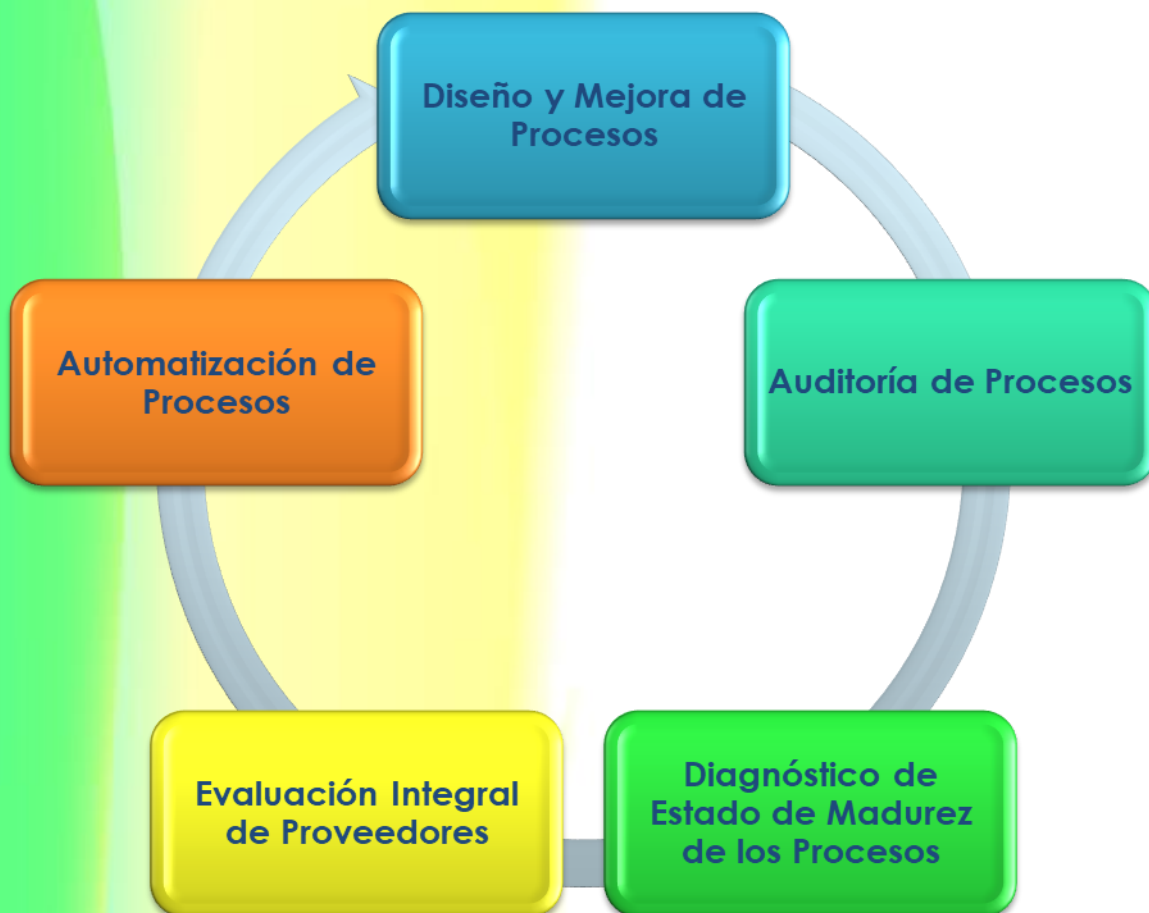 Diseño y Mejora de
Procesos
Auditoría de Procesos
Diagnóstico de
Estado de Madurez
de los Procesos
Evaluación Integral
de Proveedores
Automatización de
Procesos